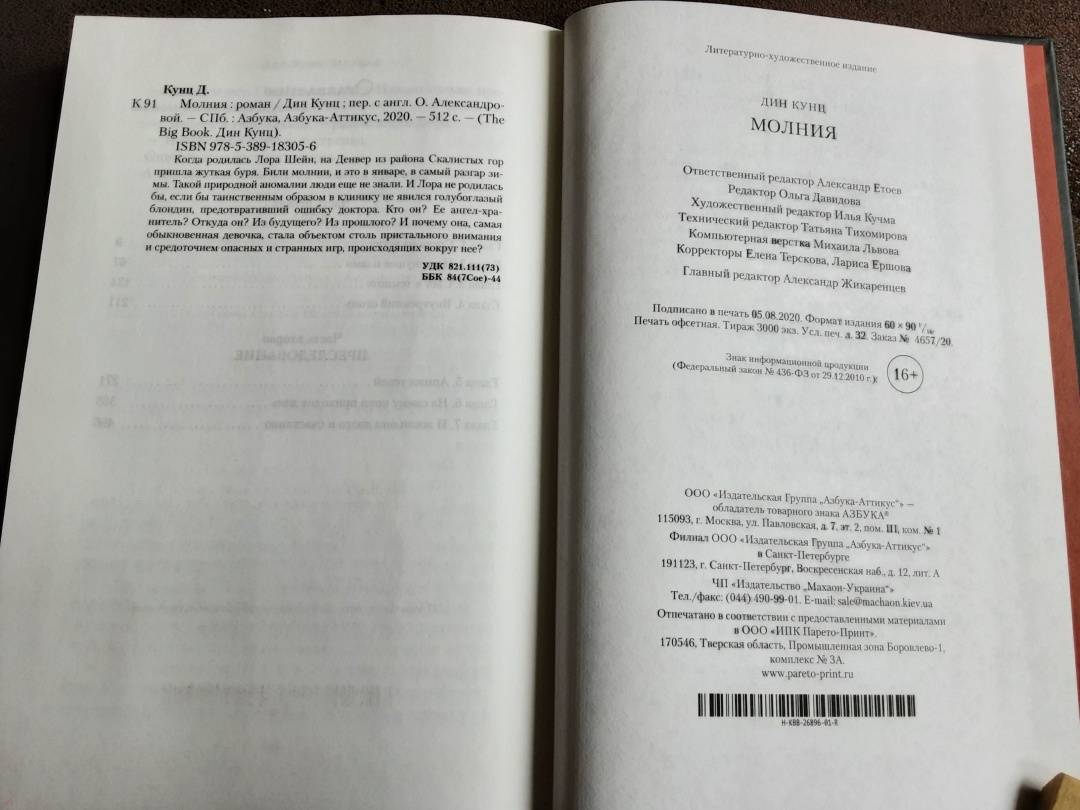 Кунц Д.
К 91 Молния : роман / Дин Кунц ; пер. с англ. О. Александро-
вой. — СПб. : Азбука, Азбука-Аттикус, 2020. — 512 с. — (The
Big Book. Дин Кунц).
ISBN 978-5-389-18305-6
Когда родилась Лора Шейн, на Денвер из района Скалистых гор
пришла жуткая буря. Били молнии, и это в январе, в самый разгар зи-
мы. Такой природной аномалии люди еще не знали. И Лора не родилась
бы, если бы таинственным образом в клинику не явился голубоглазый
блондин, предотвративший ошибку доктора. Кто он? Ее ангел-хра-
нитель? Откуда он? Из будущего? Из прошлого? И почему она, самая
обыкновенная девочка, стала объектом столь пристального внимания
и средоточием опасных и странных игр, происходящих вокруг нее?
УДК 821.111(73)
ББК 84(7Сое)-44
Литературно-художественное издание
ДИН КУНЦ
МОЛНИЯ
Ответственный редактор Александр Етоев
Редактор Ольга Давидова
Художественный редактор Илья Кучма
Технический редактор Татьяна Тихомирова
Компьютерная верстка Михаила Львова
Корректоры Елена Терскова, Лариса Ершова
Главный редактор Александр Жикаренцев
Подписано в печать 05.08.2020. Формат издания 60 × 90 1/16.
Печать офсетная. Тираж 3000 экз. Усл. печ. л. 32. Заказ № 4657/20.
Знак информационной продукции
(Федеральный закон № 436-ФЗ от 29.12.2010 г.): 16+
ООО «Издательская Группа „Азбука-Аттикус“» —
обладатель товарного знака АЗБУКА®
115093, г. Москва, ул. Павловская, д. 7, эт. 2, пом. III, ком. № 1
Филиал ООО «Издательская Группа „Азбука-Аттикус“»
в Санкт-Петербурге
191123, г. Санкт-Петербург, Воскресенская наб., д. 12, лит. А
ЧП «Издательство „Махаон-Украина“»
Тел./факс: (044) 490-99-01. E-mail: sale@machaon.kiev.ua
Отпечатано в соответствии с предоставленными материалами
в ООО «ИПК Парето-Принт».
170546, Тверская область, Промышленная зона Боровлево-1,
комплекс № 3А.
www.pareto-print.ru
H-KBB-26896-01-R